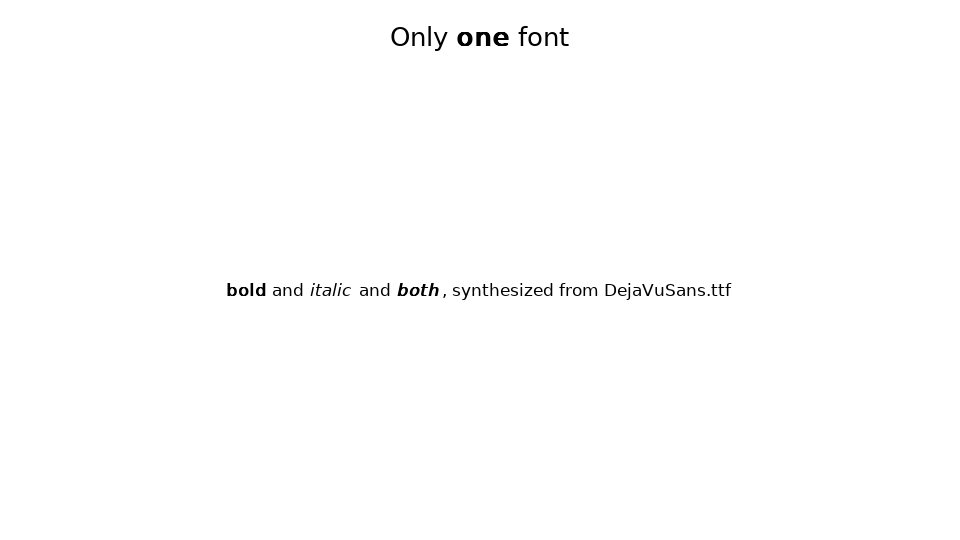 Only one font
bold and italic and both, synthesized from DejaVuSans.ttf